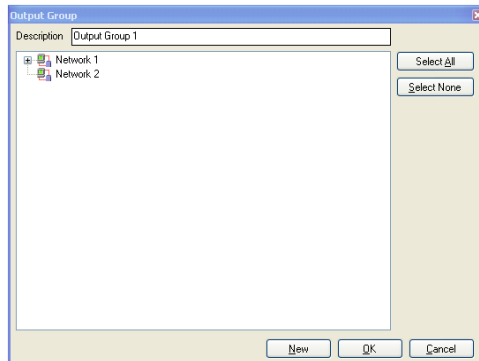 Output Group
Description Output Group 1
Network 1
Network 2
Select All
Select None
New OK Cancel